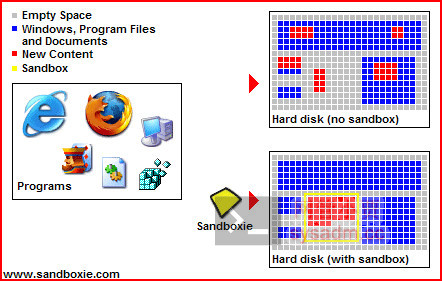 Empty Space
Windows, Program Files
and Documents
New Content
Sandbox
Programs
Hard disk (no sandbox)
Sandboxie
Hard disk (with sandbox)
www.sandboxie.com